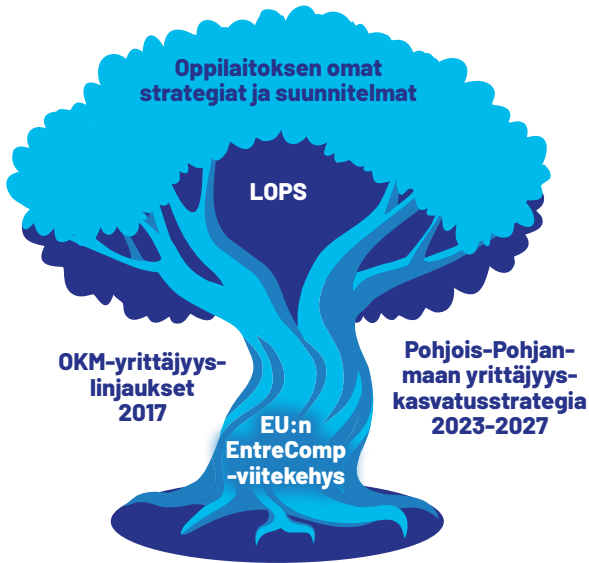 Oppilaitoksen omat
strategiat ja suunnitelmat
LOPS
OKM-yrittäjyys-
linjaukset
2017
Pohjois-Pohjan-
maan yrittäjyys-
kasvatusstrategia
2023-2027
EU:n
EntreComp
-viitekehys